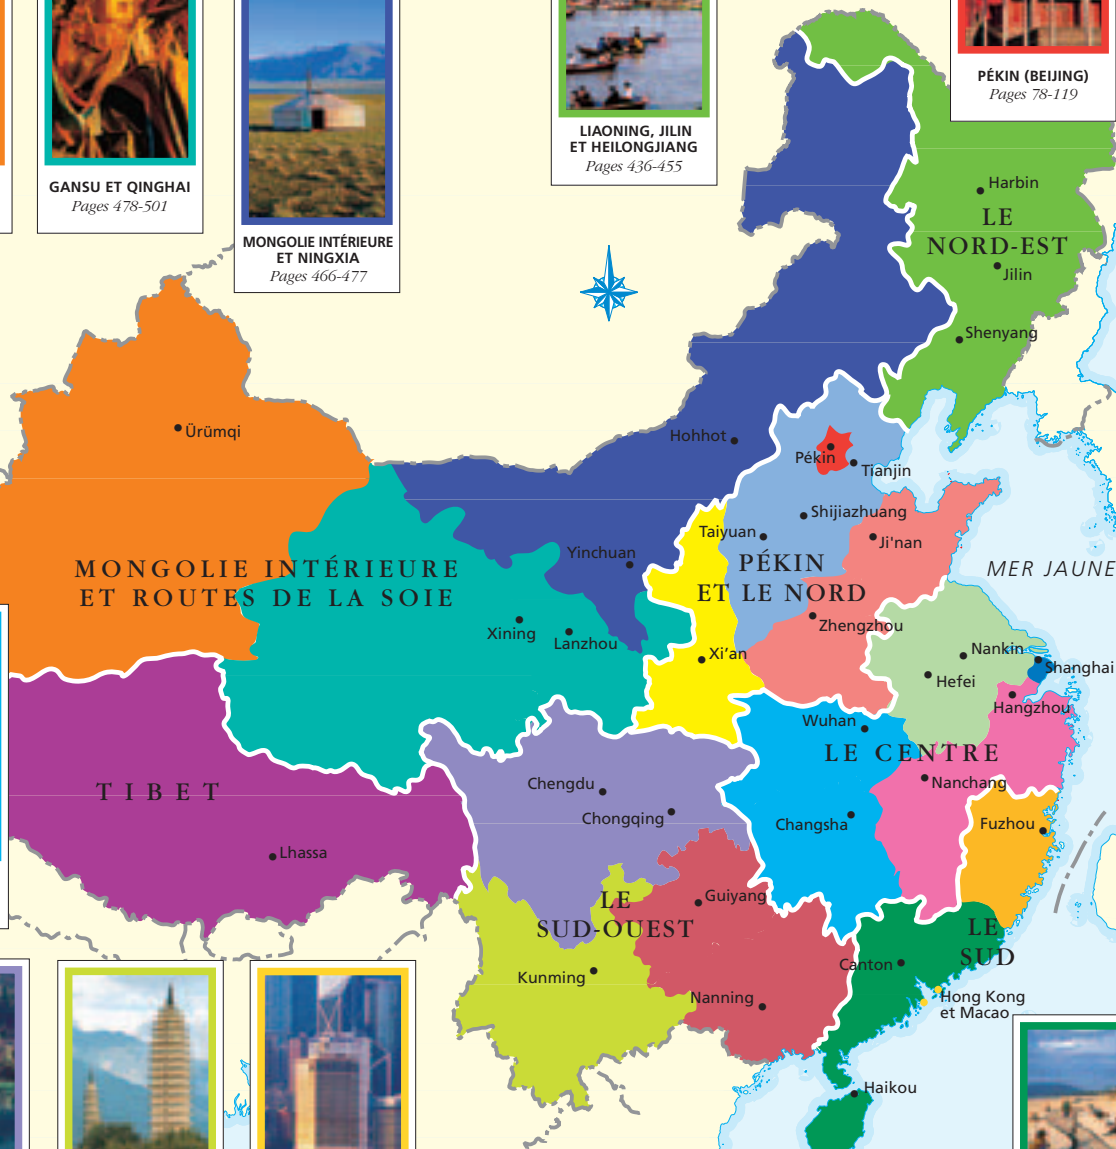 PÉKIN (BEIJING)
Pages 78-119
LIAONING, JILIN
ET HEILONGJIANG
Pages 436-455
GANSU ET QINGHAI
Pages 478-501
MONGOLIE INTÉRIEURE
ET NINGXIA
Pages 466-477
Harbin
LE
NORD-EST
Jilin
Shenyang
Ürümqi
Hohhot
Pékin
Tianjin
Shijiazhuang
Taiyuan
Ji'nan
Yinchuan
MONGOLIE INTÉRIEURE
ET ROUTES DE LA SOIE
PÉKIN
ET LE NORD
MER JAUNE
Xining
Lanzhou
Zhengzhou
Xi’an
Nankin
Shanghai
Hefei
Hangzhou
Wuhan
LE CENTRE
TIBET
Chengdu
Nanchang
Chongqing
Changsha
Fuzhou
Lhassa
Guiyang
LE
SUD-OUEST
LE
SUD
Kunming
Canton
Nanning
Hong Kong
et Macao
Haikou